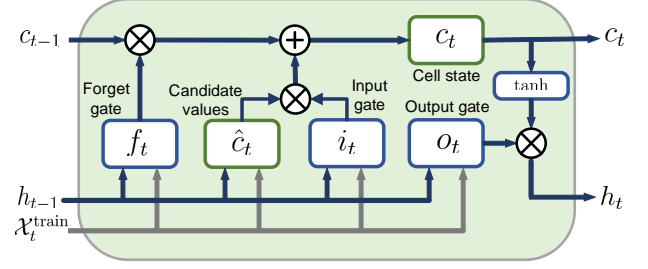 c_{t-1}
c_t
c_t
Cell state
tanh
Forget
gate
Candidate
values
Input
gate
Output gate
f_t
ĉ_t
i_t
o_t
h_{t-1}
h_t
𝒳_t^{train}